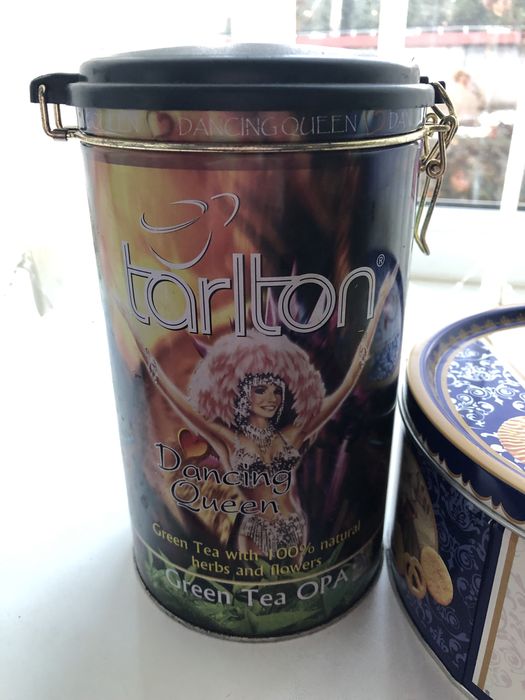 DANCING QUEEN
tarlton®
Dancing
Queen
Green Tea with 100% natural
herbs and flowers
Green Tea OPA